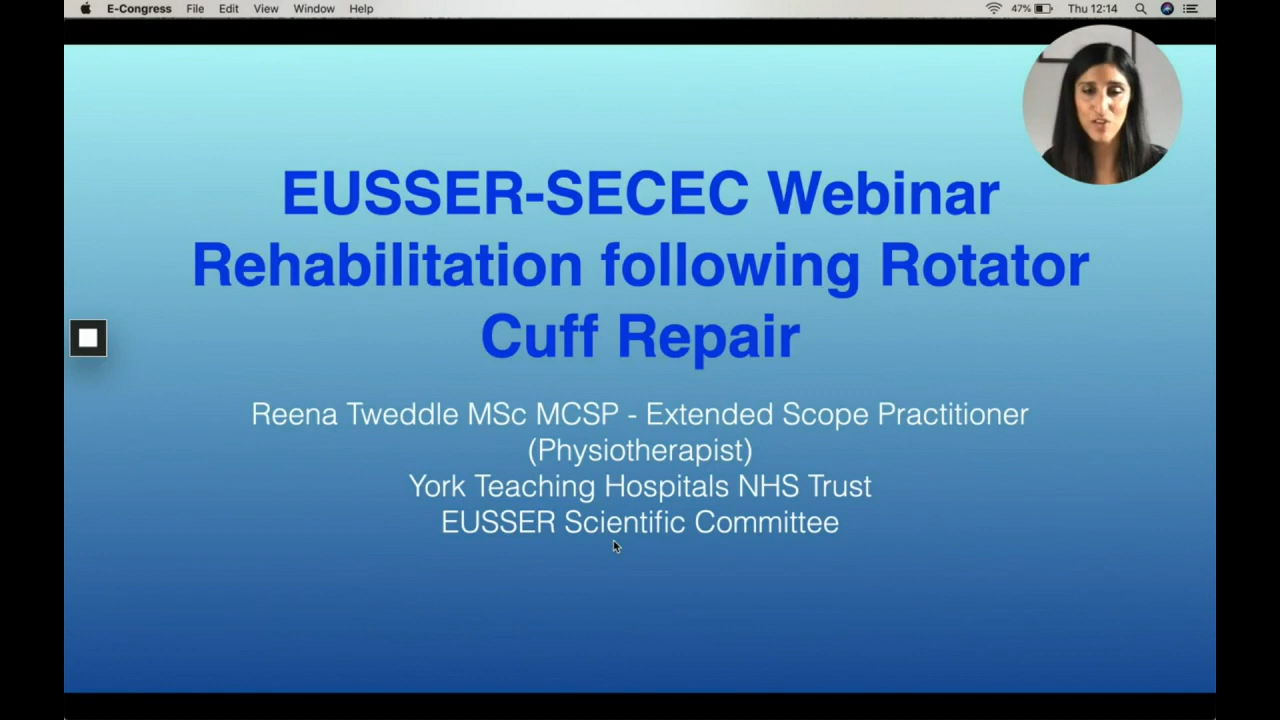 E-Congress File Edit View Window Help 47% Thu 12:14
EUSSER-SECEC Webinar
Rehabilitation following Rotator
Cuff Repair
Reena Tweddle MSc MCSP - Extended Scope Practitioner
(Physiotherapist)
York Teaching Hospitals NHS Trust
EUSSER Scientific Committee